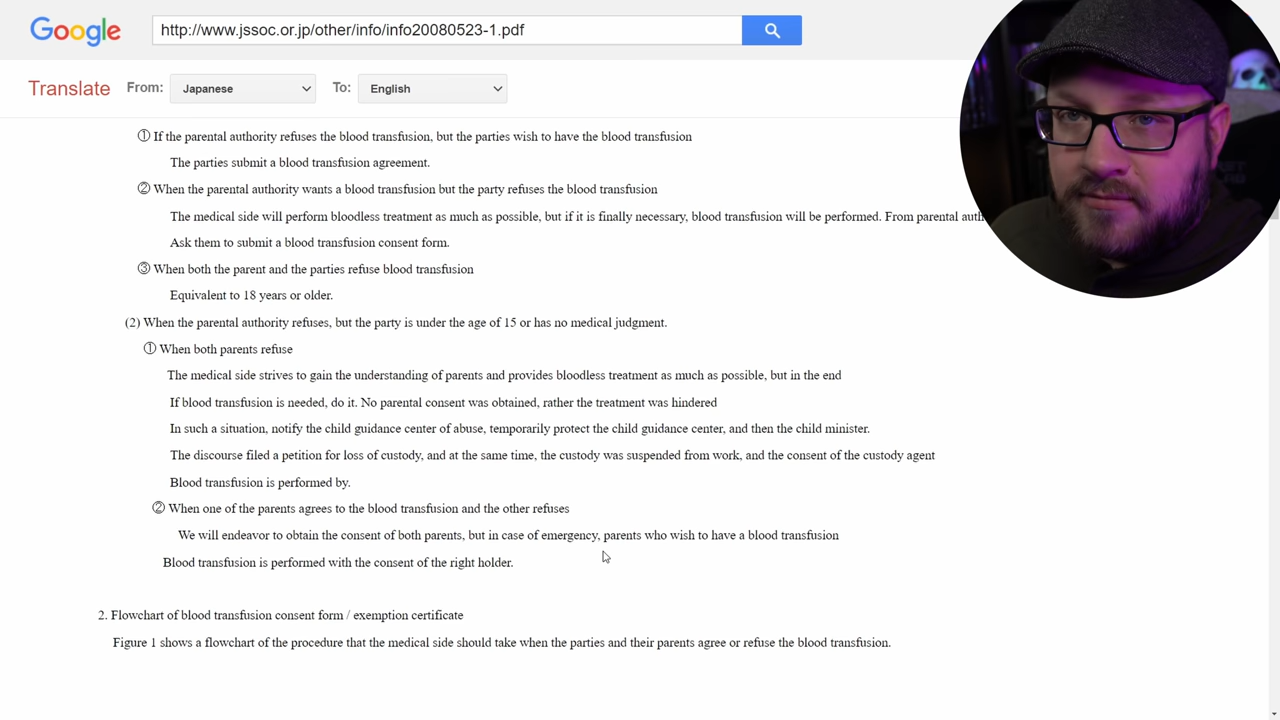 Google
http://www.jssoc.or.jp/other/info/info20080523-1.pdf
Translate From: Japanese To: English
① If the parental authority refuses the blood transfusion, but the parties wish to have the blood transfusion
The parties submit a blood transfusion agreement.
② When the parental authority wants a blood transfusion but the party refuses the blood transfusion
The medical side will perform bloodless treatment as much as possible, but if it is finally necessary, blood transfusion will be performed. From parental
Ask them to submit a blood transfusion consent form.
③ When both the parent and the parties refuse blood transfusion
Equivalent to 18 years or older.
(2) When the parental authority refuses, but the party is under the age of 15 or has no medical judgment.
① When both parents refuse
The medical side strives to gain the understanding of parents and provides bloodless treatment as much as possible, but in the end
If blood transfusion is needed, do it. No parental consent was obtained, rather the treatment was hindered
In such a situation, notify the child guidance center of abuse, temporarily protect the child guidance center, and then the child minister.
The discourse filed a petition for loss of custody, and at the same time, the custody was suspended from work, and the consent of the custody agent
Blood transfusion is performed by.
② When one of the parents agrees to the blood transfusion and the other refuses
We will endeavor to obtain the consent of both parents, but in case of emergency, parents who wish to have a blood transfusion
Blood transfusion is performed with the consent of the right holder.
2. Flowchart of blood transfusion consent form / exemption certificate
Figure 1 shows a flowchart of the procedure that the medical side should take when the parties and their parents agree or refuse the blood transfusion.